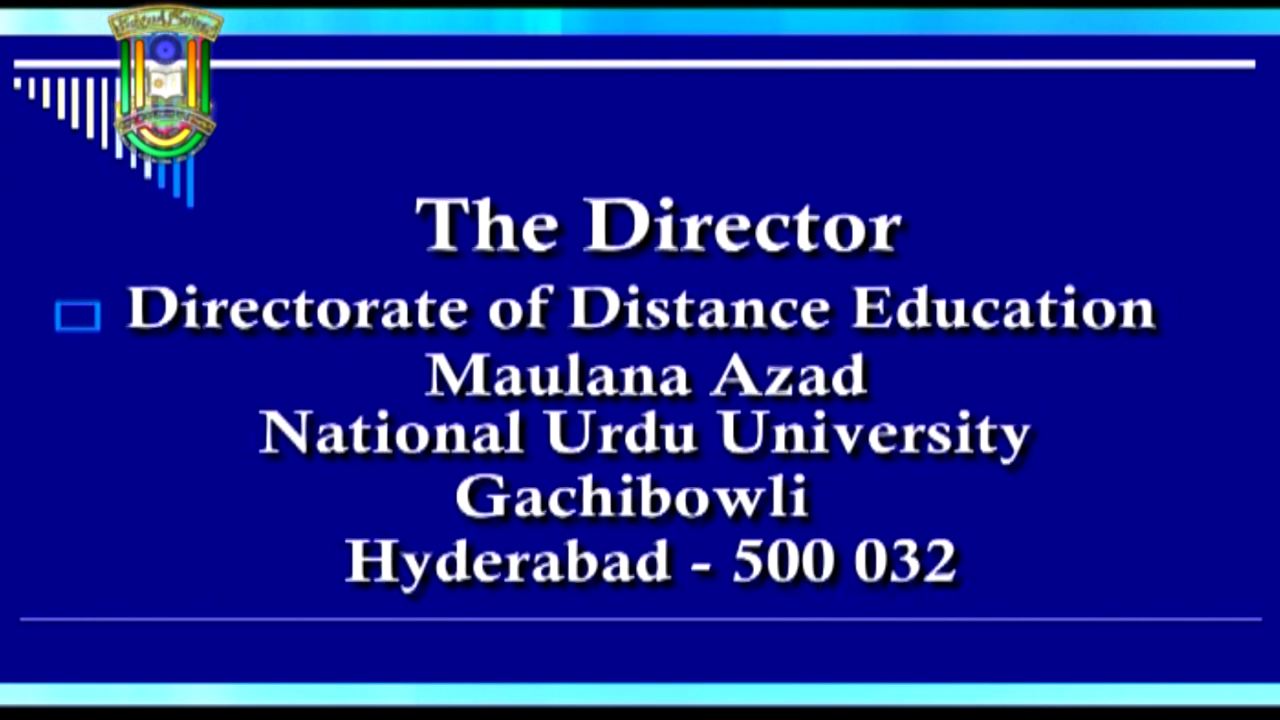 The Director
Directorate of Distance Education
Maulana Azad
National Urdu University
Gachibowli
Hyderabad - 500 032